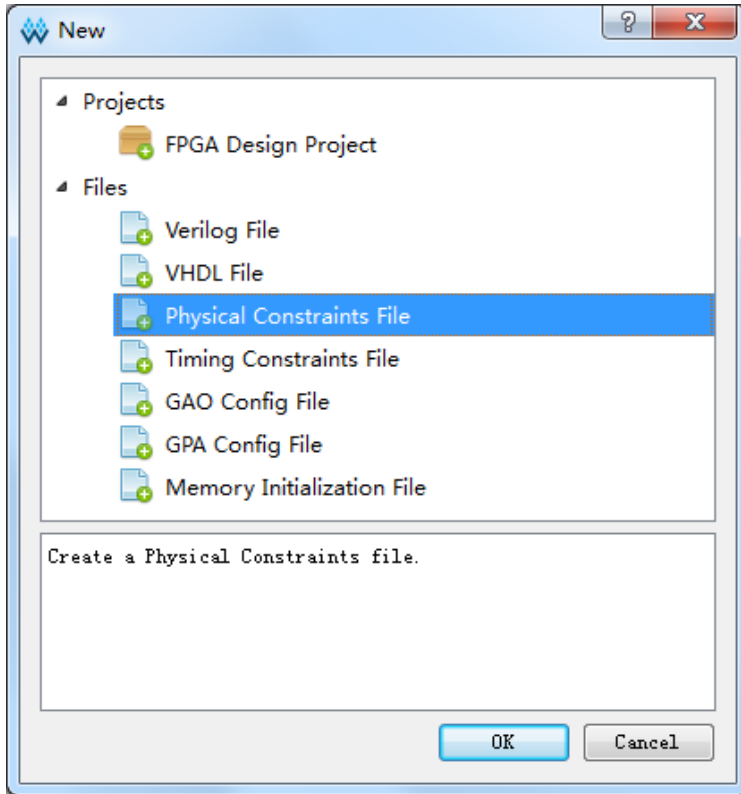 New
Projects
FPGA Design Project
Files
Verilog File
VHDL File
Physical Constraints File
Timing Constraints File
GAO Config File
GPA Config File
Memory Initialization File
Create a Physical Constraints file.
OK Cancel